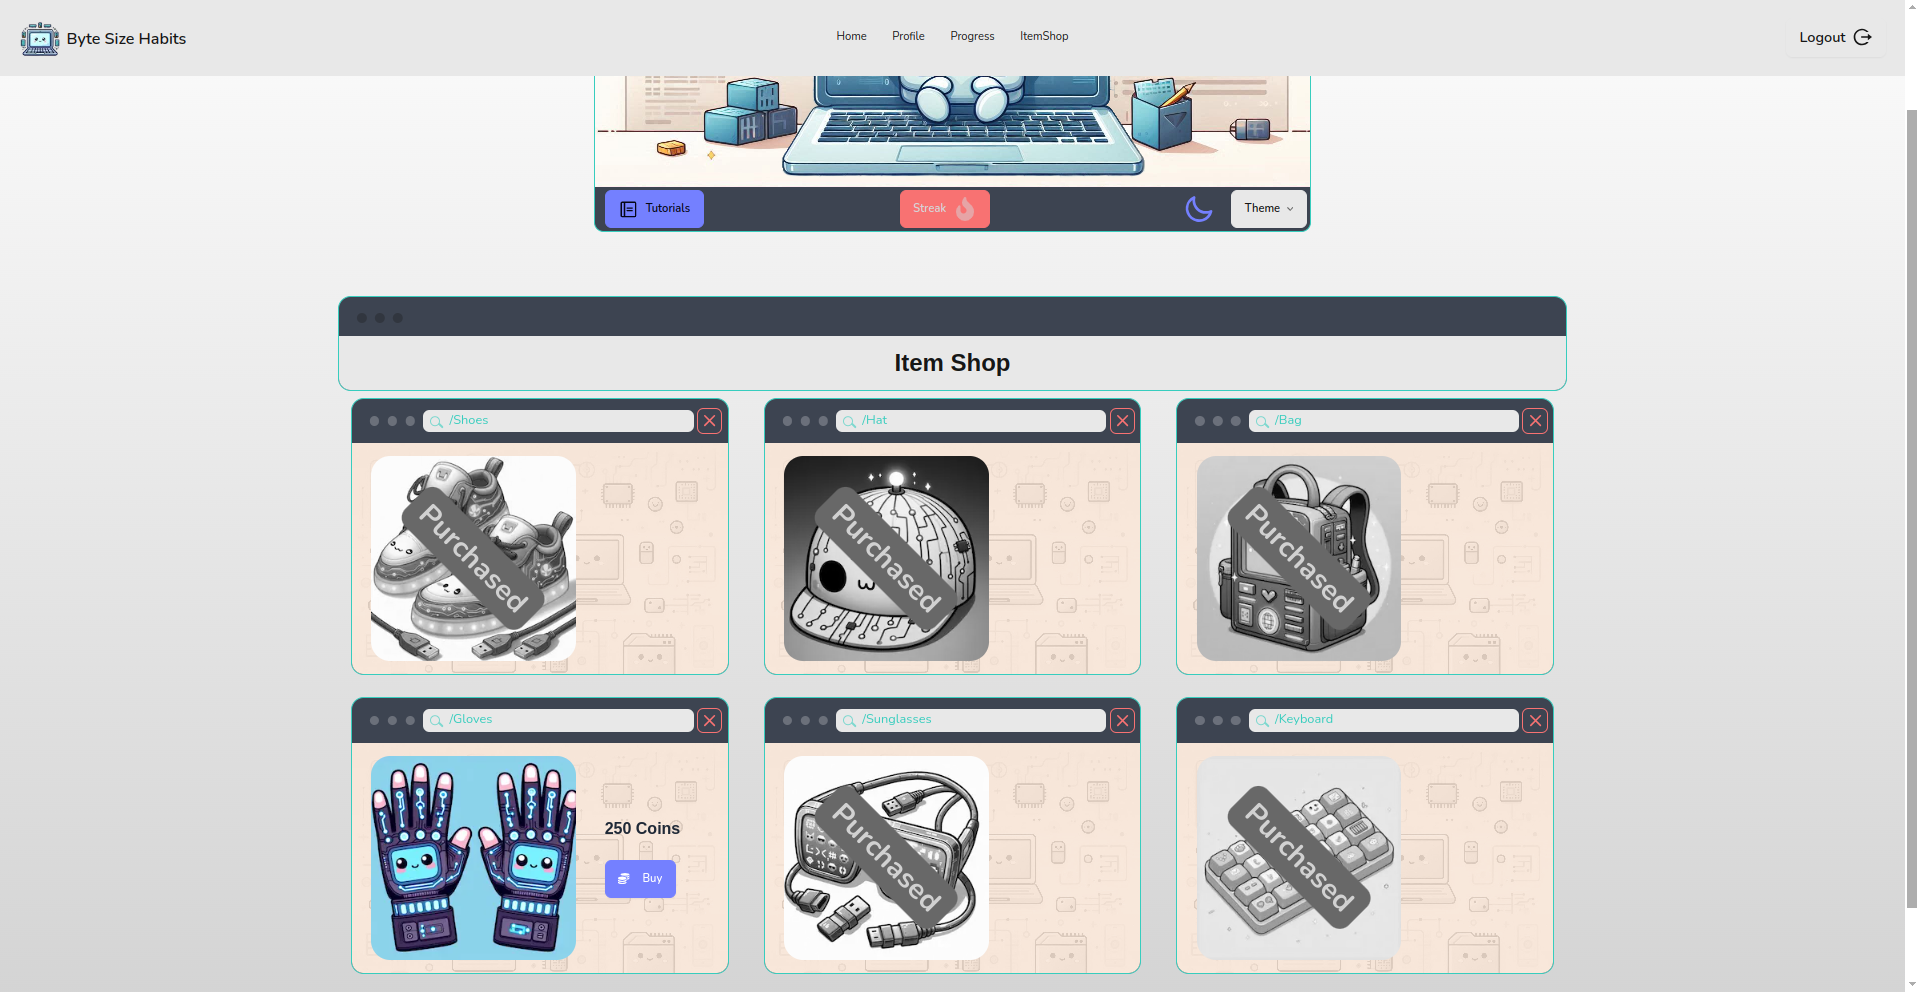 Byte Size Habits
Home Profile Progress ItemShop
Logout
Tutorials
Streak
Theme
Item Shop
/Shoes
/Hat
/Bag
Purchased
Purchased
Purchased
/Gloves
/Sunglasses
/Keyboard
250 Coins
Buy
Purchased
Purchased